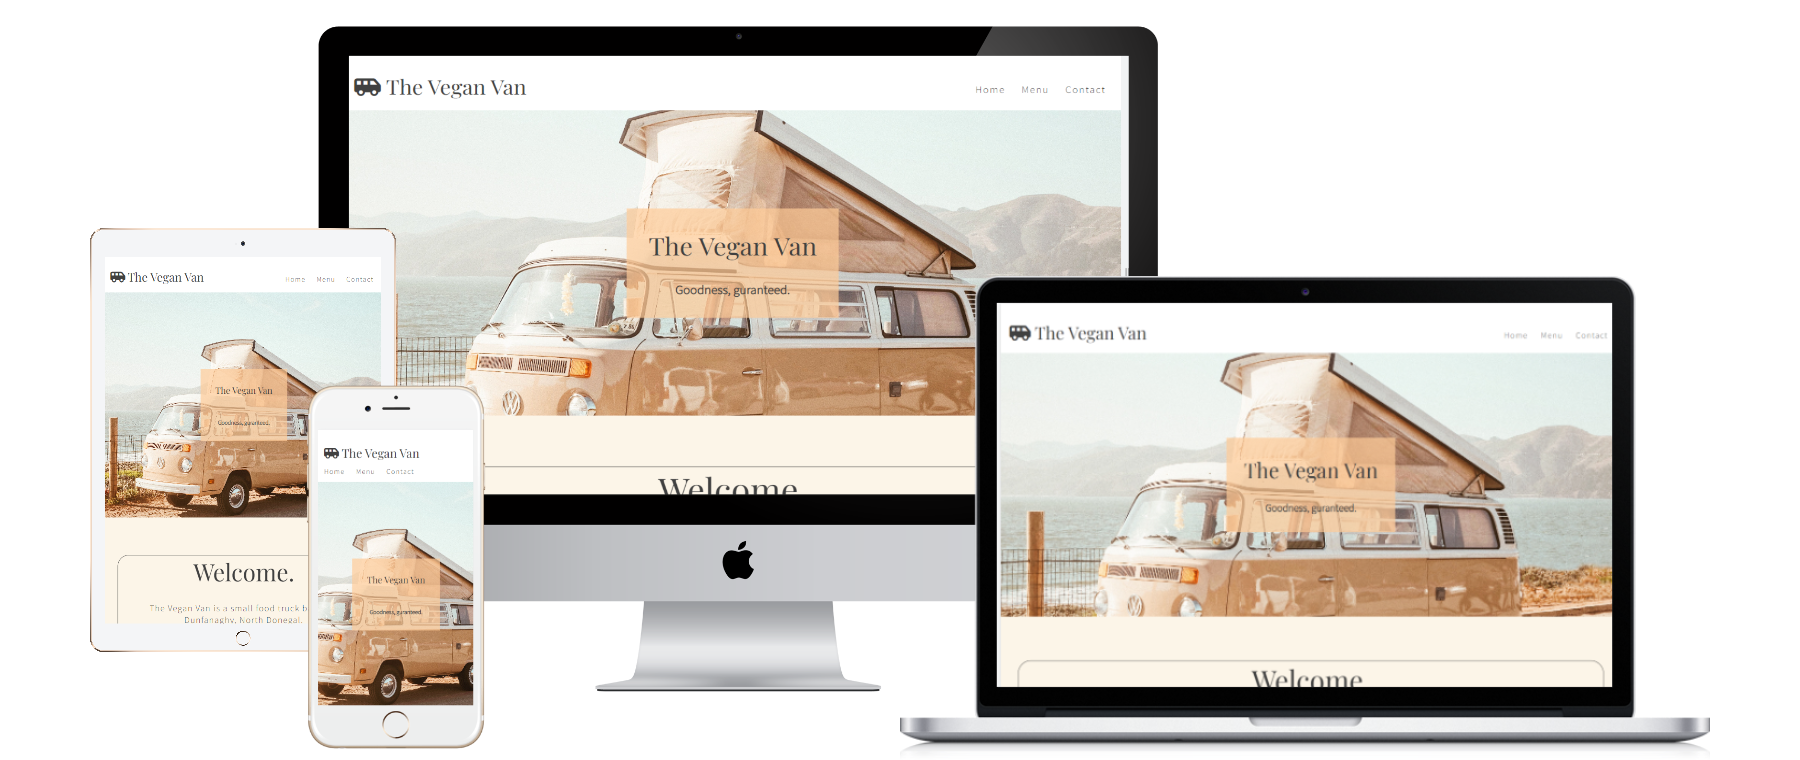 The Vegan Van
Home Menu Contact
The Vegan Van
Goodness, guranteed.
Welcome
The Vegan Van
Home Menu Contact
The Vegan Van
Goodness, guranteed.
Welcome.
The Vegan Van is a small food truck b
Dunfanaghy, North Donegal.
The Vegan Van
Home Menu Contact
The Vegan Van
Goodness, guranteed.
The Vegan Van
Home Menu Contact
The Vegan Van
Goodness, guranteed.
Welcome